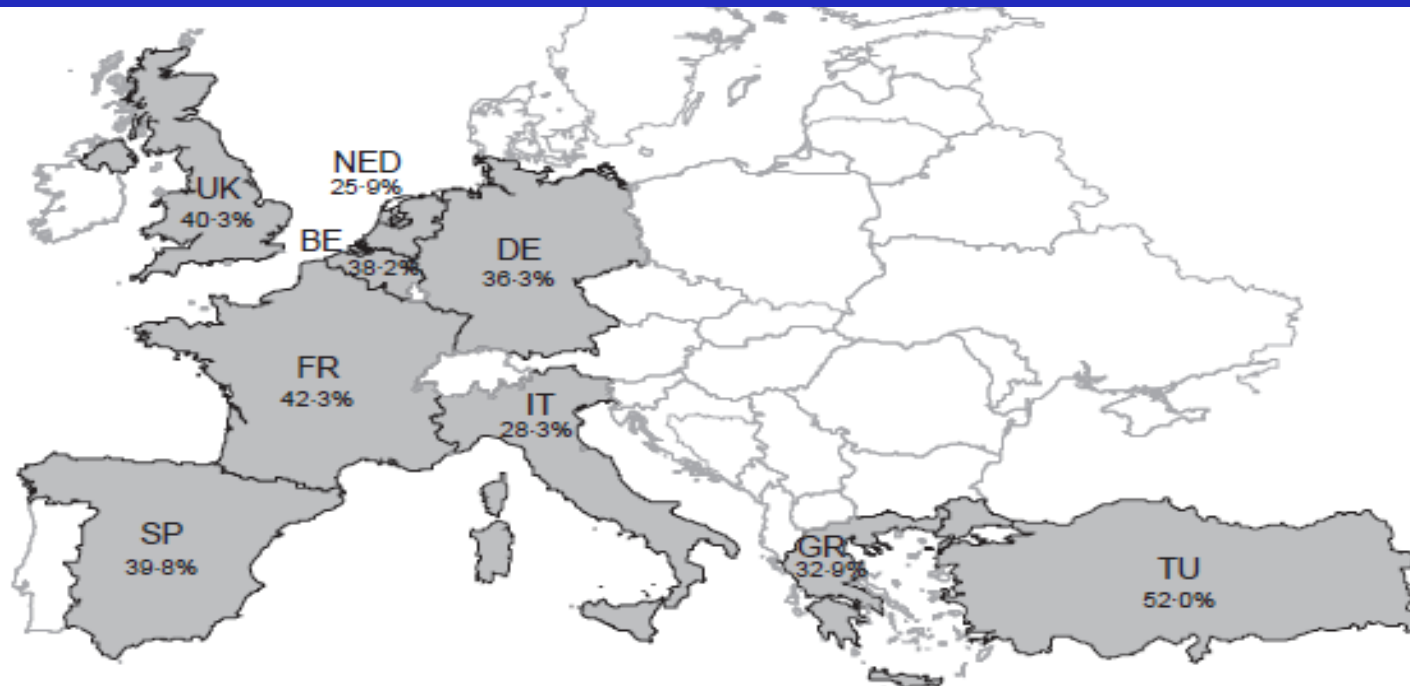 NED
25·9%
UK
40·3%
BE
38·2%
DE
36·3%
FR
42·3%
IT
28·3%
SP
39·8%
GR
32·9%
TU
52·0%